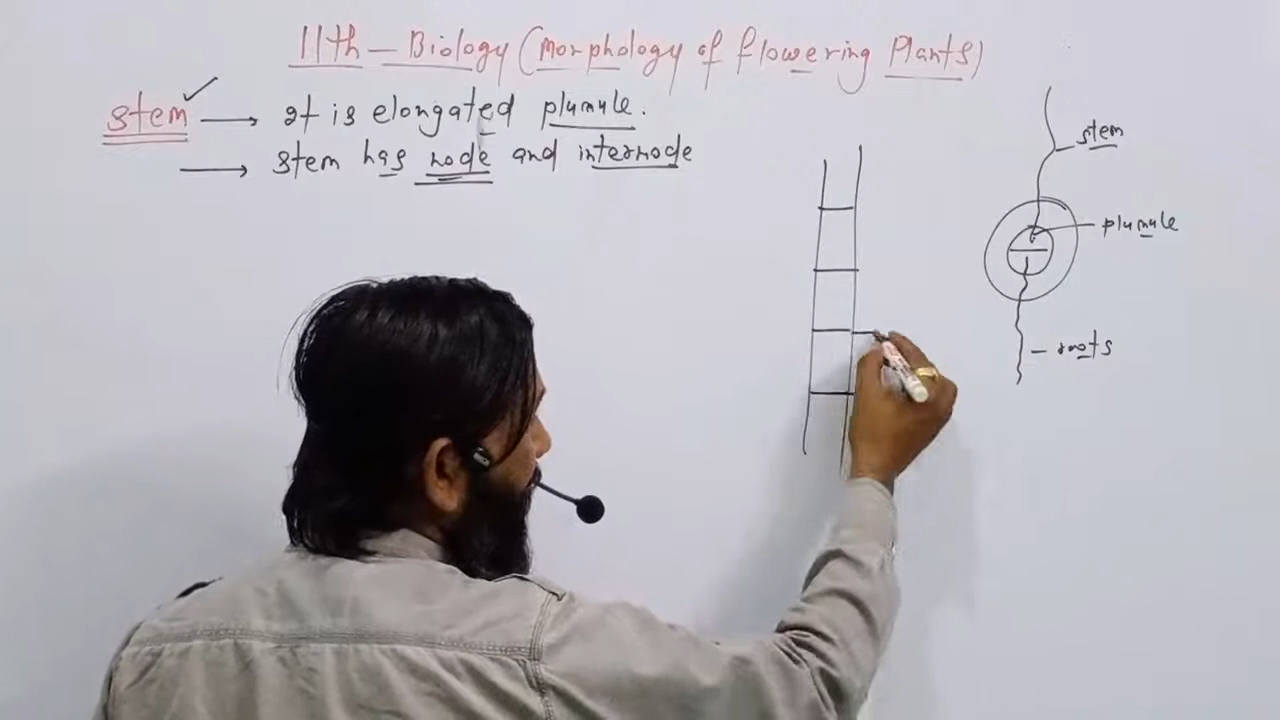 11th - Biology (Morphology of flowering Plants)
stem → It is elongated plumule.
→ stem has node and internode
stem
plumule
roots